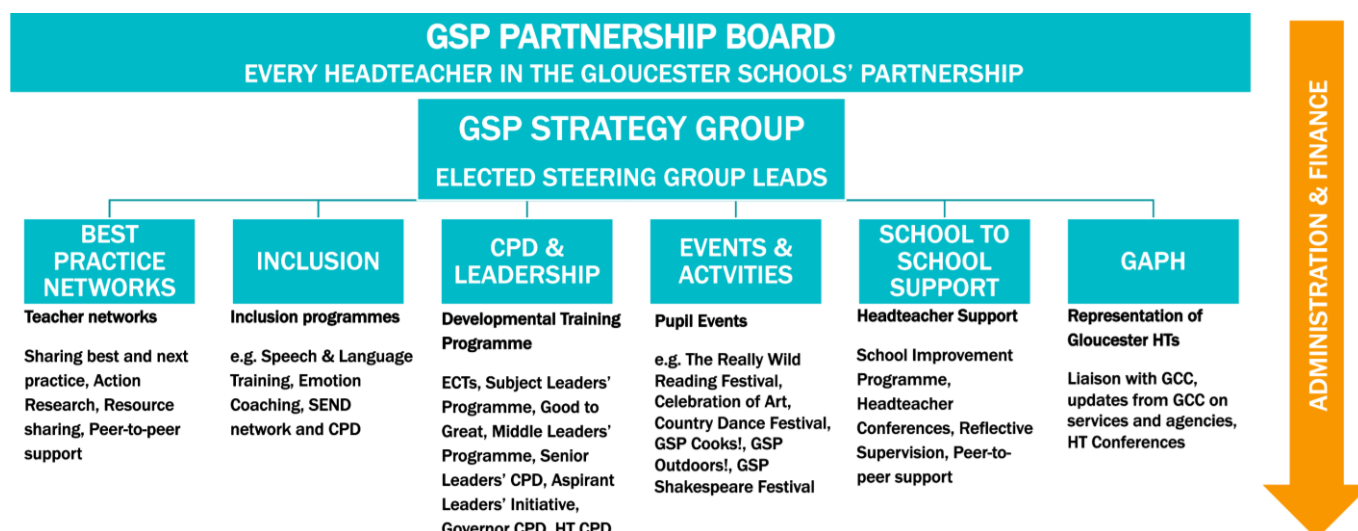 GSP PARTNERSHIP BOARD
EVERY HEADTEACHER IN THE GLOUCESTER SCHOOLS' PARTNERSHIP
GSP STRATEGY GROUP
ELECTED STEERING GROUP LEADS
BEST
PRACTICE
NETWORKS
Teacher networks
Sharing best and next
practice, Action
Research, Resource
sharing, Peer-to-peer
support
INCLUSION
Inclusion programmes
e.g. Speech & Language
Training, Emotion
Coaching, SEND
network and CPD
CPD &
LEADERSHIP
Developmental Training
Programme
ECTs, Subject Leaders'
Programme, Good to
Great, Middle Leaders'
Programme, Senior
Leaders' CPD, Aspirant
Leaders' Initiative,
Governor CPD, HT CPD
EVENTS &
ACTVITIES
Pupil Events
e.g. The Really Wild
Reading Festival,
Celebration of Art,
Country Dance Festival,
GSP Cooks!, GSP
Outdoors!, GSP
Shakespeare Festival
SCHOOL TO
SCHOOL
SUPPORT
Headteacher Support
School Improvement
Programme,
Headteacher
Conferences, Reflective
Supervision, Peer-to-
peer support
GAPH
Representation of
Gloucester HTs
Liaison with GCC,
updates from GCC on
services and agencies,
HT Conferences
ADMINISTRATION & FINANCE